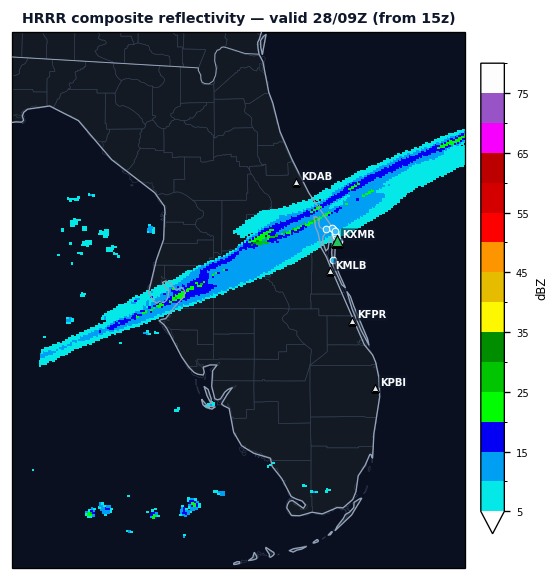 HRRR composite reflectivity — valid 28/09Z (from 15z)
KDAB
KXMR
KMLB
KFPR
KPBI
75
65
55
45
35
25
15
5
dBZ